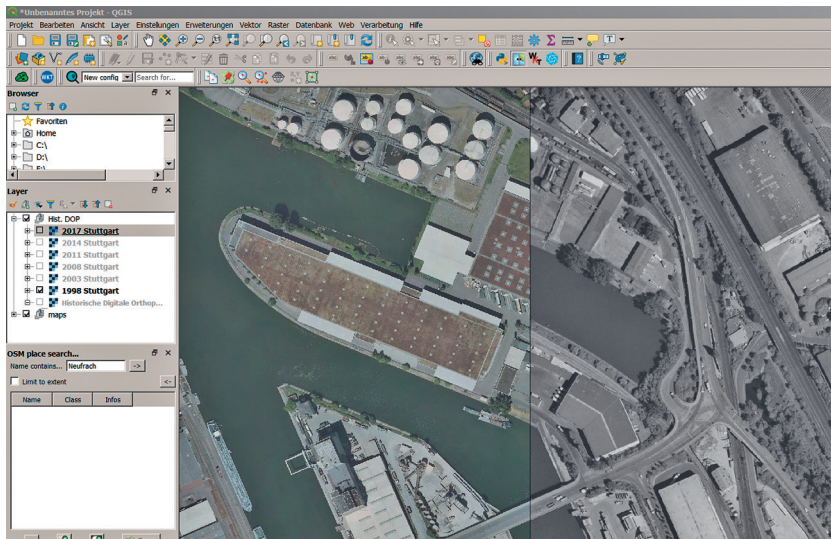 *Unbenanntes Projekt - QGIS
Projekt Bearbeiten Ansicht Layer Einstellungen Erweiterungen Vektor Raster Datenbank Web Verarbeitung Hilfe
New config Search for...
Browser
Favoriten
Home
C:\
D:\
E:\
Layer
Hist. DOP
2017 Stuttgart
2014 Stuttgart
2011 Stuttgart
2008 Stuttgart
2003 Stuttgart
1998 Stuttgart
Historische Digitale Orthop...
maps
OSM place search...
Name contains... Neufrach ->
Limit to extent <-
Name Class Infos